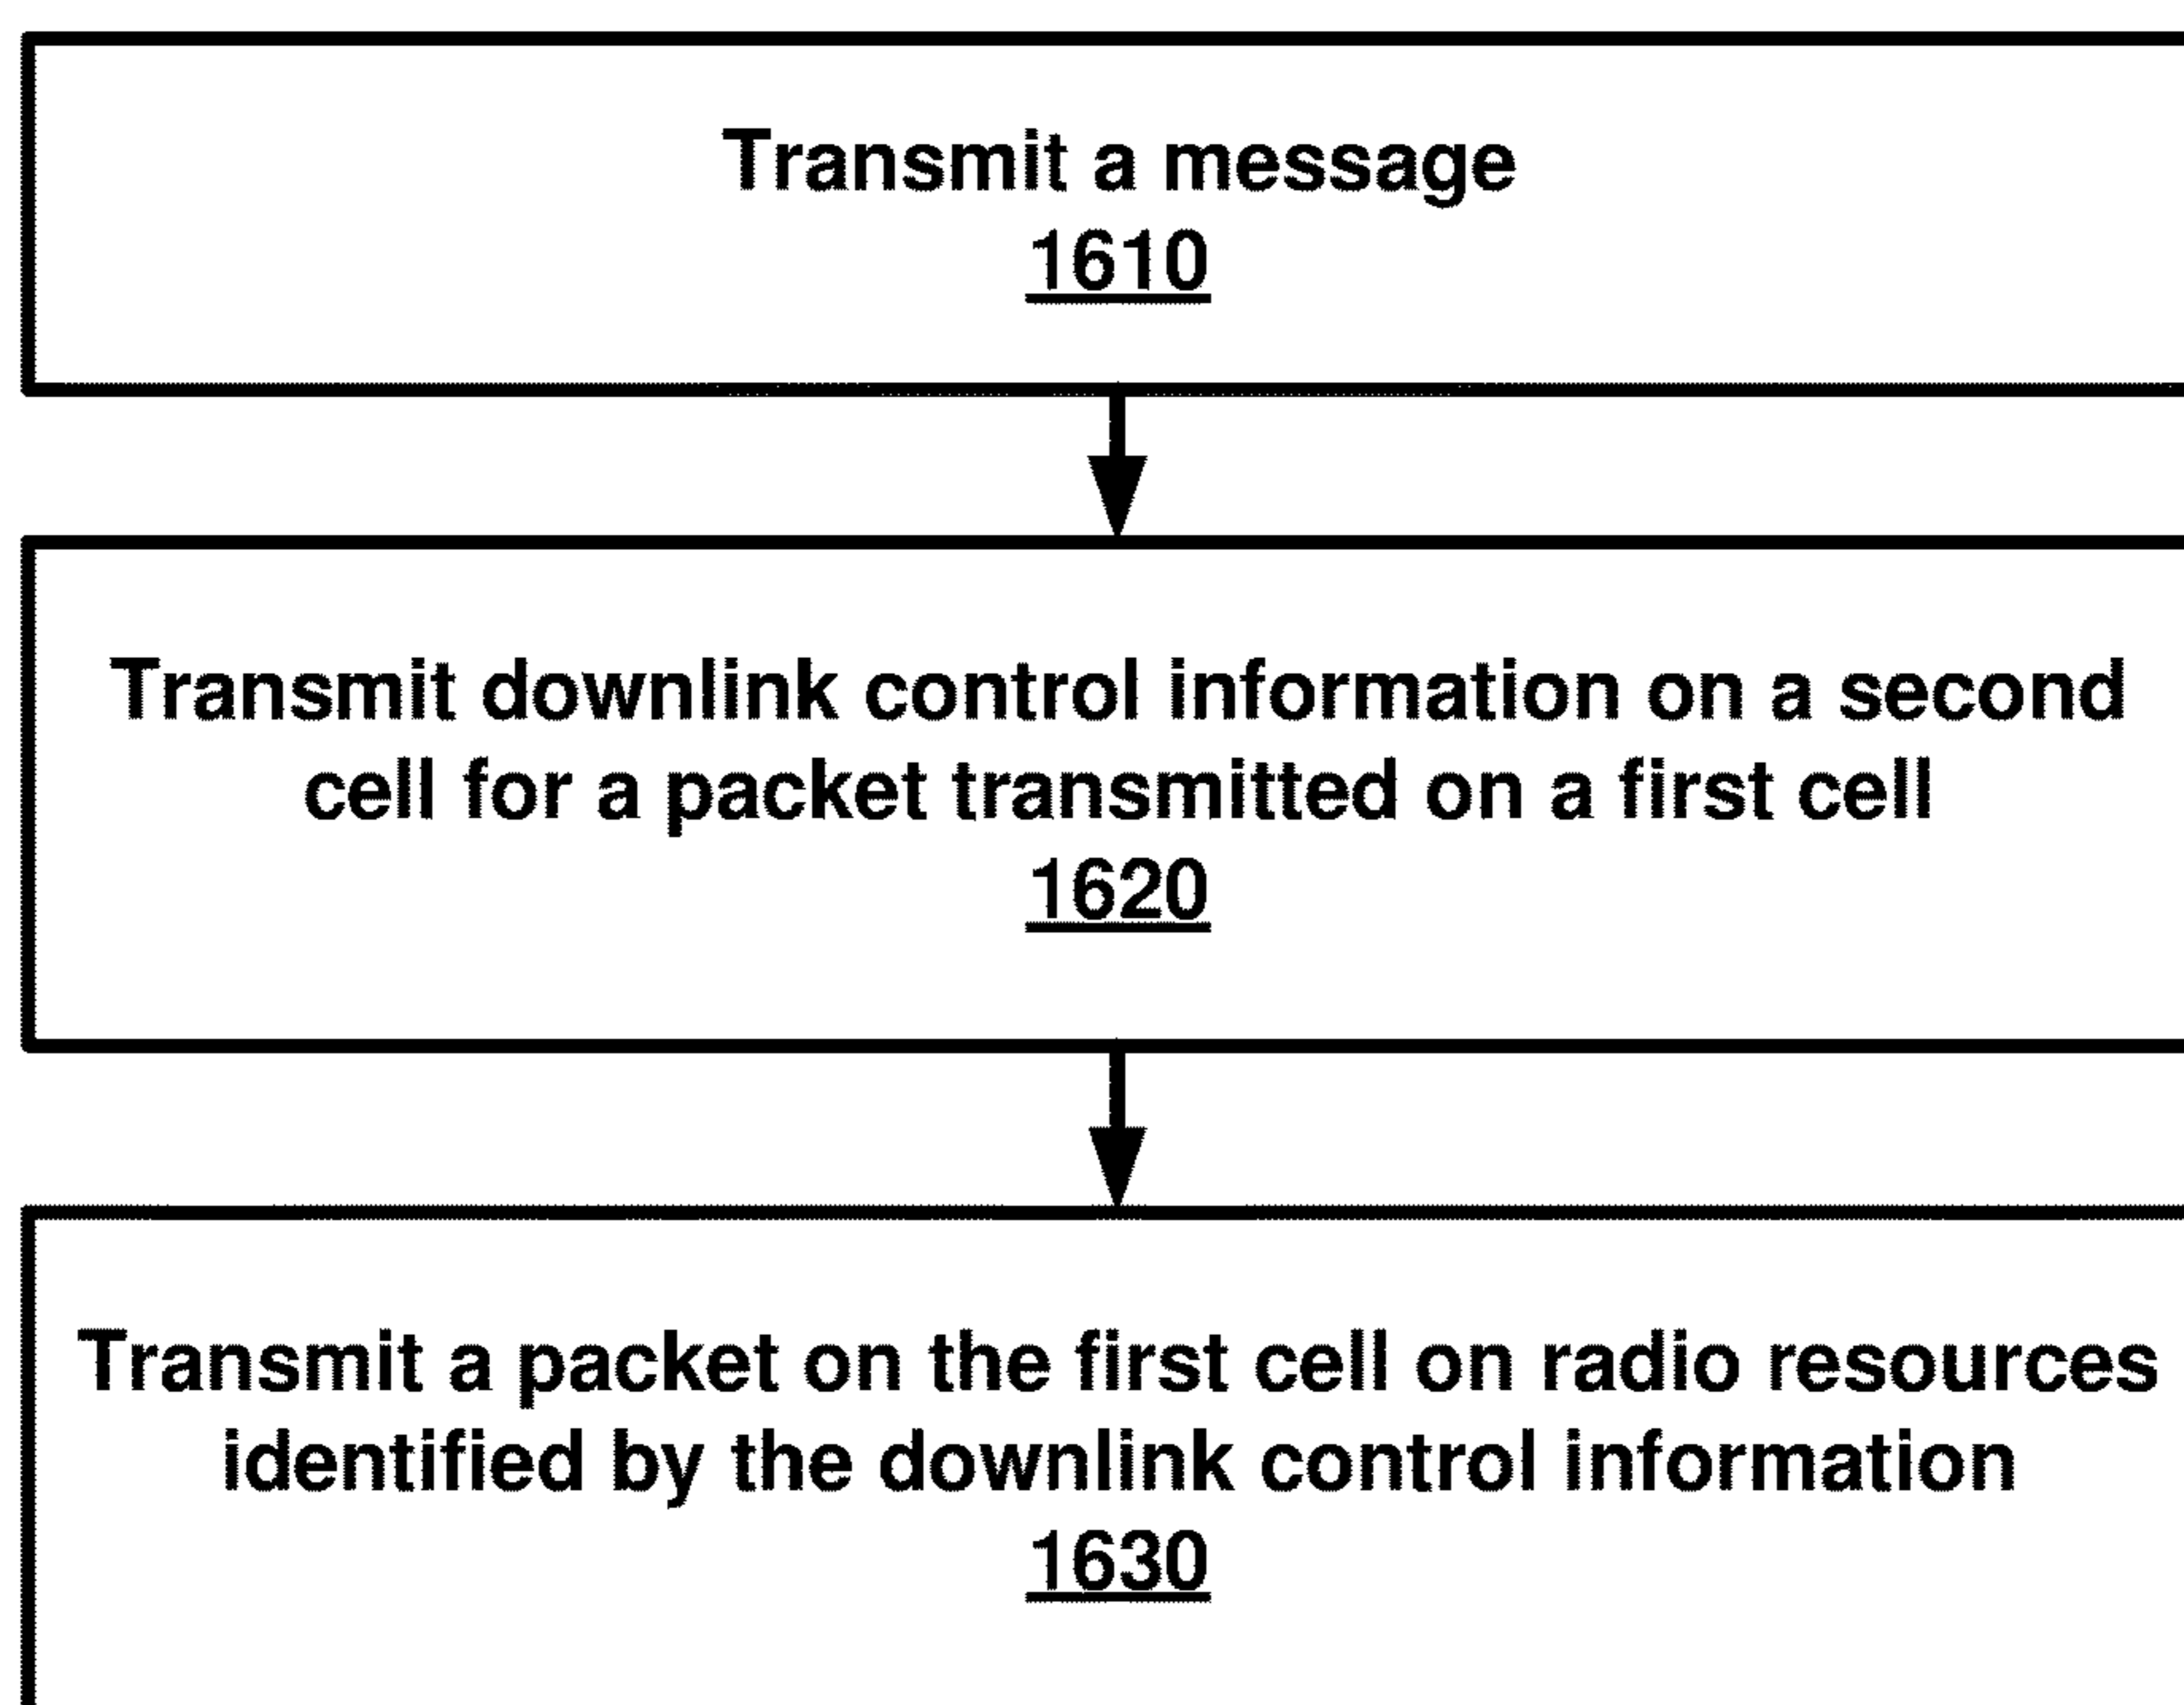 Transmit a message
1610
Transmit downlink control information on a second
cell for a packet transmitted on a first cell
1620
Transmit a packet on the first cell on radio resources
identified by the downlink control information
1630